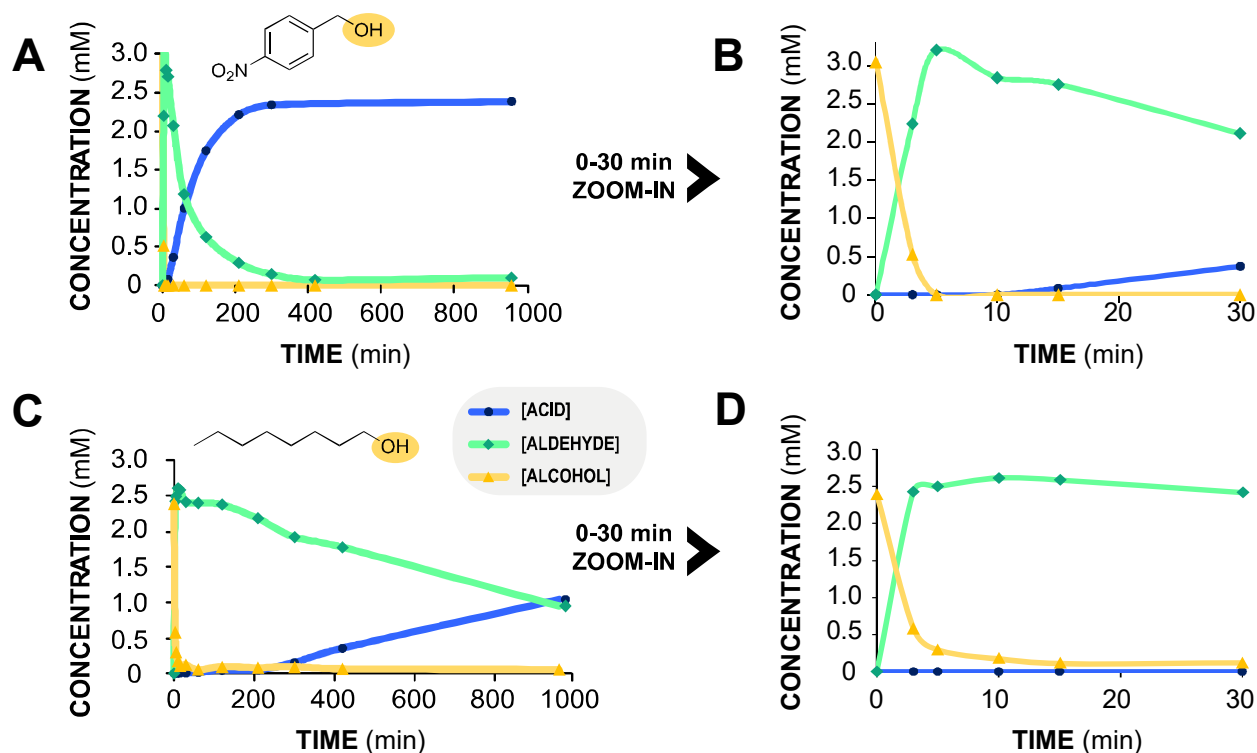 A
OH
O₂N
CONCENTRATION (mM)
3.0
2.5
2.0
1.5
1.0
0.5
0
0 200 400 600 800 1000
TIME (min)
0-30 min
ZOOM-IN
B
CONCENTRATION (mM)
3.0
2.5
2.0
1.5
1.0
0.5
0
0 10 20 30
TIME (min)
C
OH
[ACID]
[ALDEHYDE]
[ALCOHOL]
CONCENTRATION (mM)
3.0
2.5
2.0
1.5
1.0
0.5
0
0 200 400 600 800 1000
TIME (min)
0-30 min
ZOOM-IN
D
CONCENTRATION (mM)
3.0
2.5
2.0
1.5
1.0
0.5
0
0 10 20 30
TIME (min)